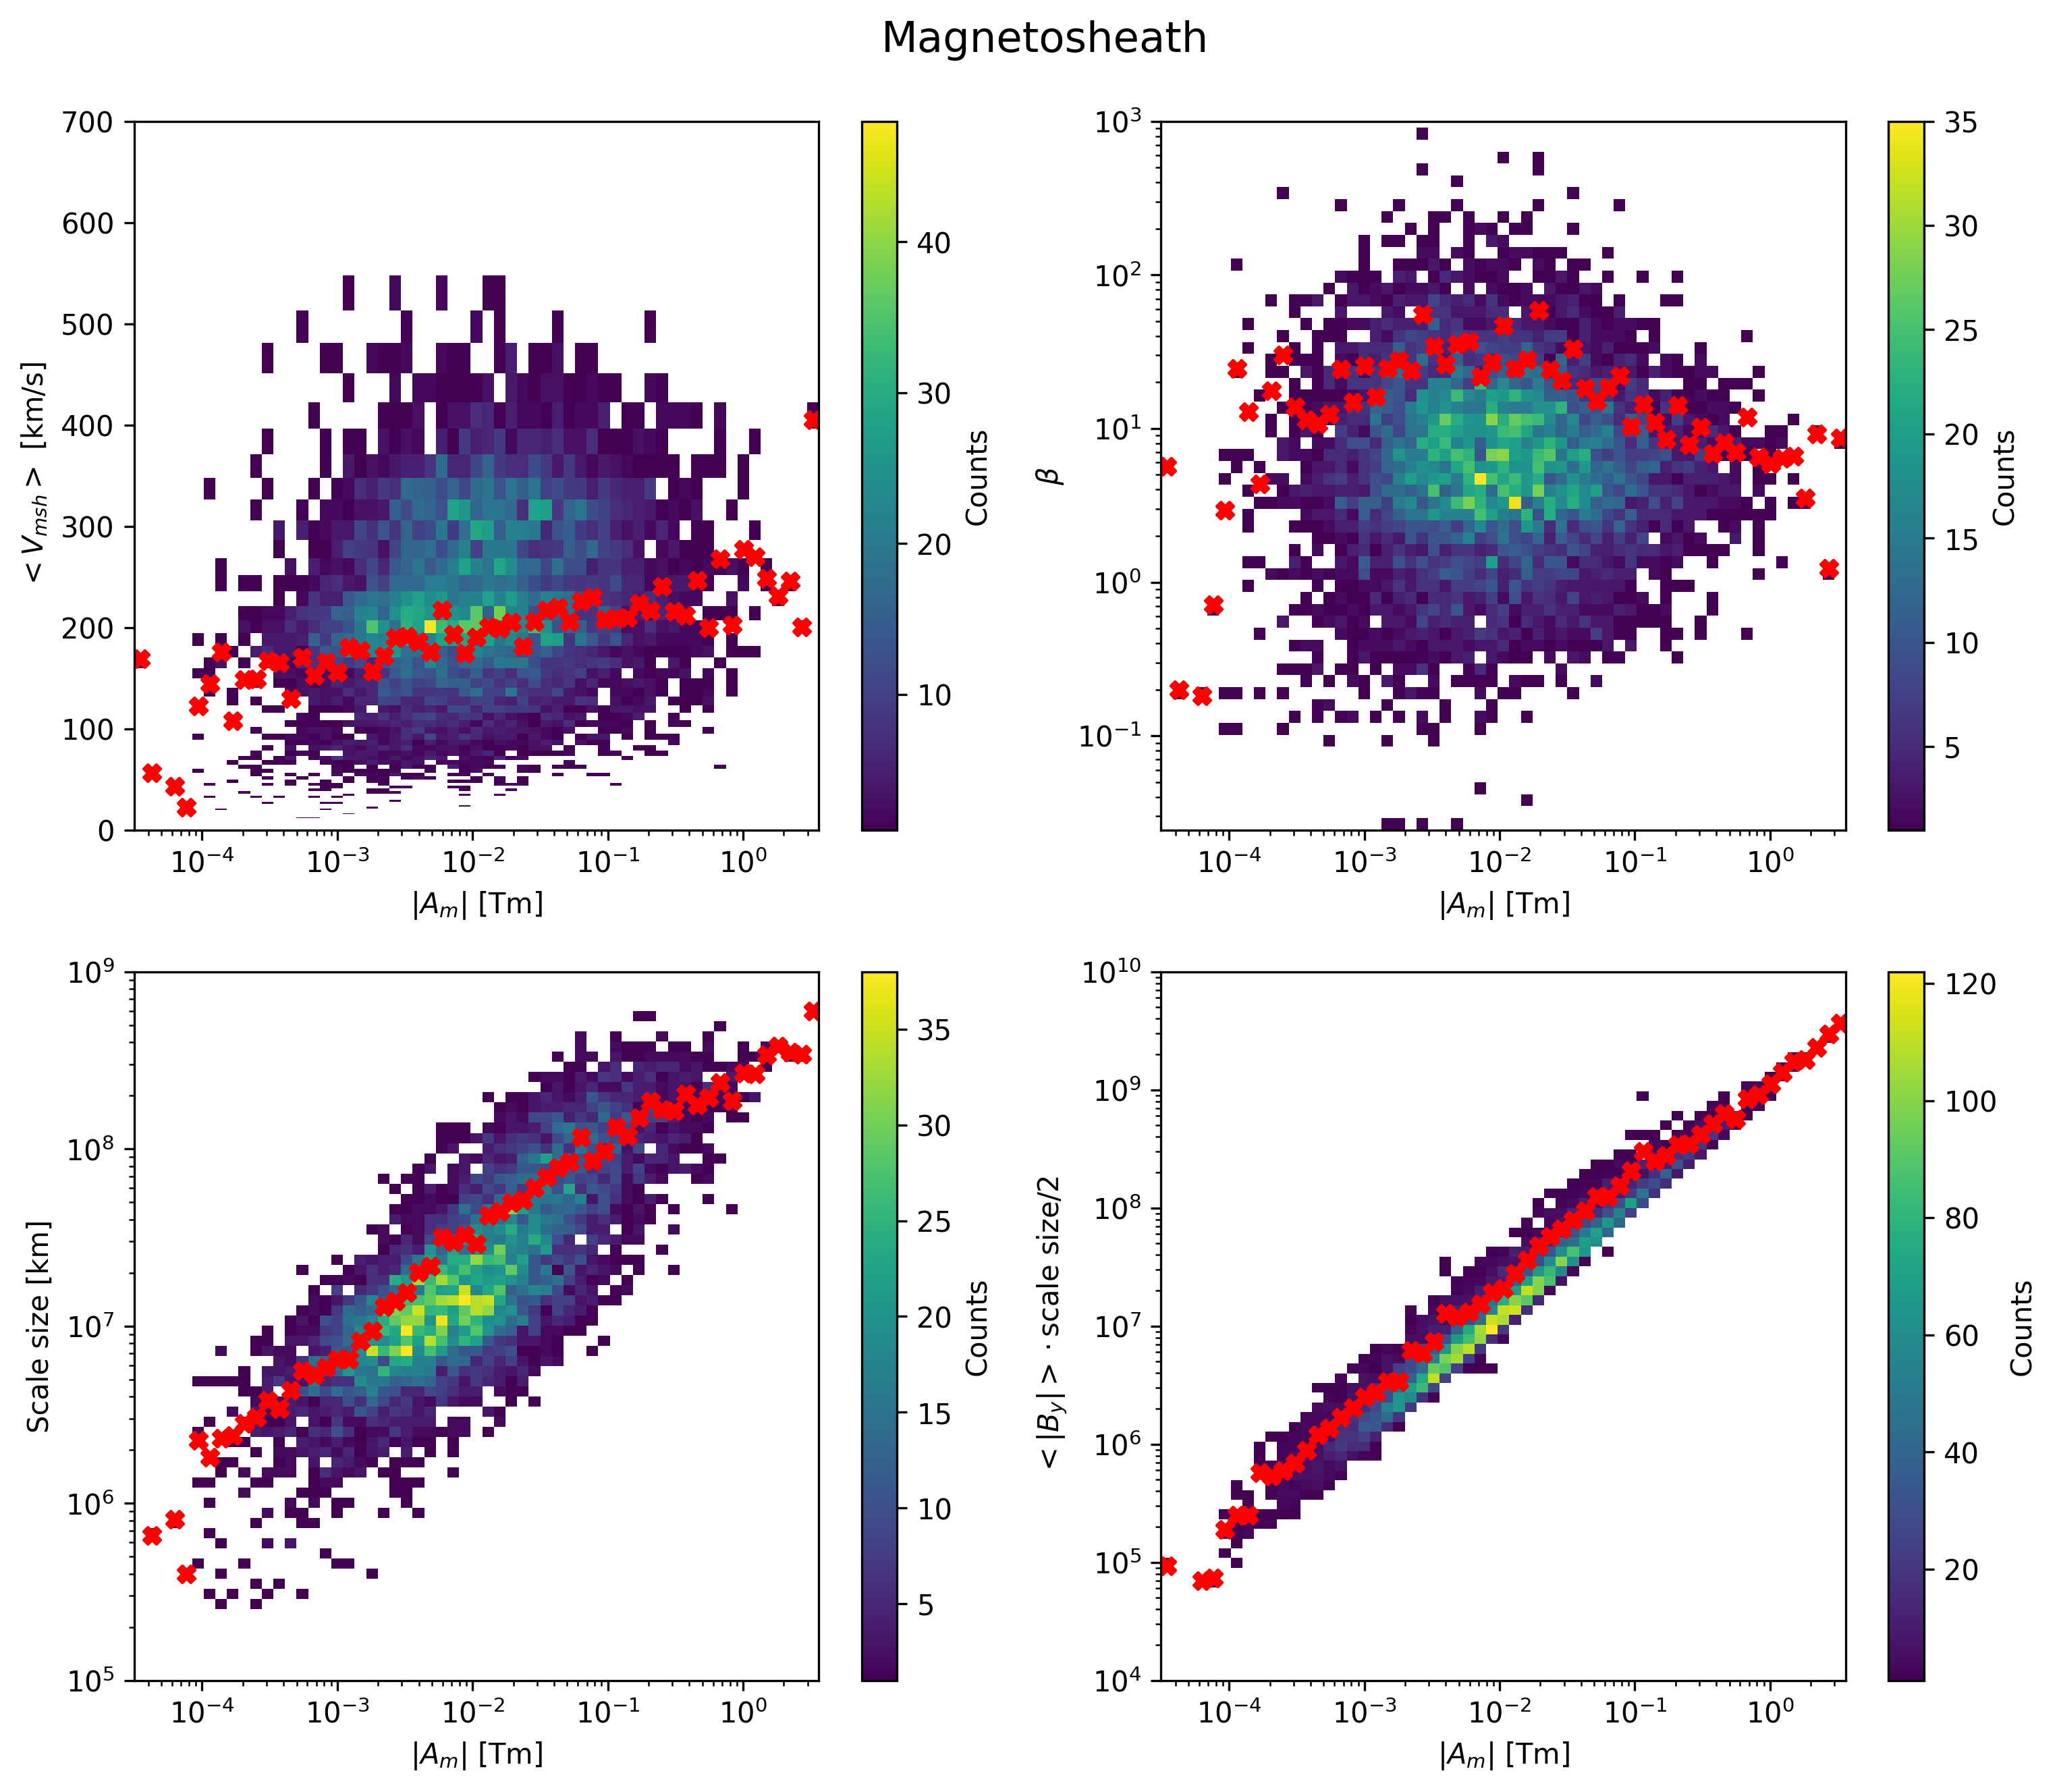 Magnetosheath
700
600
500
400
300
200
100
0
< V_{msh} > [km/s]
10^{-4} 10^{-3} 10^{-2} 10^{-1} 10^{0}
|A_m| [Tm]
40
30
20
10
Counts
10^{3}
10^{2}
10^{1}
10^{0}
10^{-1}
β
10^{-4} 10^{-3} 10^{-2} 10^{-1} 10^{0}
|A_m| [Tm]
35
30
25
20
15
10
5
Counts
10^{9}
10^{8}
10^{7}
10^{6}
10^{5}
Scale size [km]
10^{-4} 10^{-3} 10^{-2} 10^{-1} 10^{0}
|A_m| [Tm]
35
30
25
20
15
10
5
Counts
10^{10}
10^{9}
10^{8}
10^{7}
10^{6}
10^{5}
10^{4}
< |B_y| > · scale size/2
10^{-4} 10^{-3} 10^{-2} 10^{-1} 10^{0}
|A_m| [Tm]
120
100
80
60
40
20
Counts